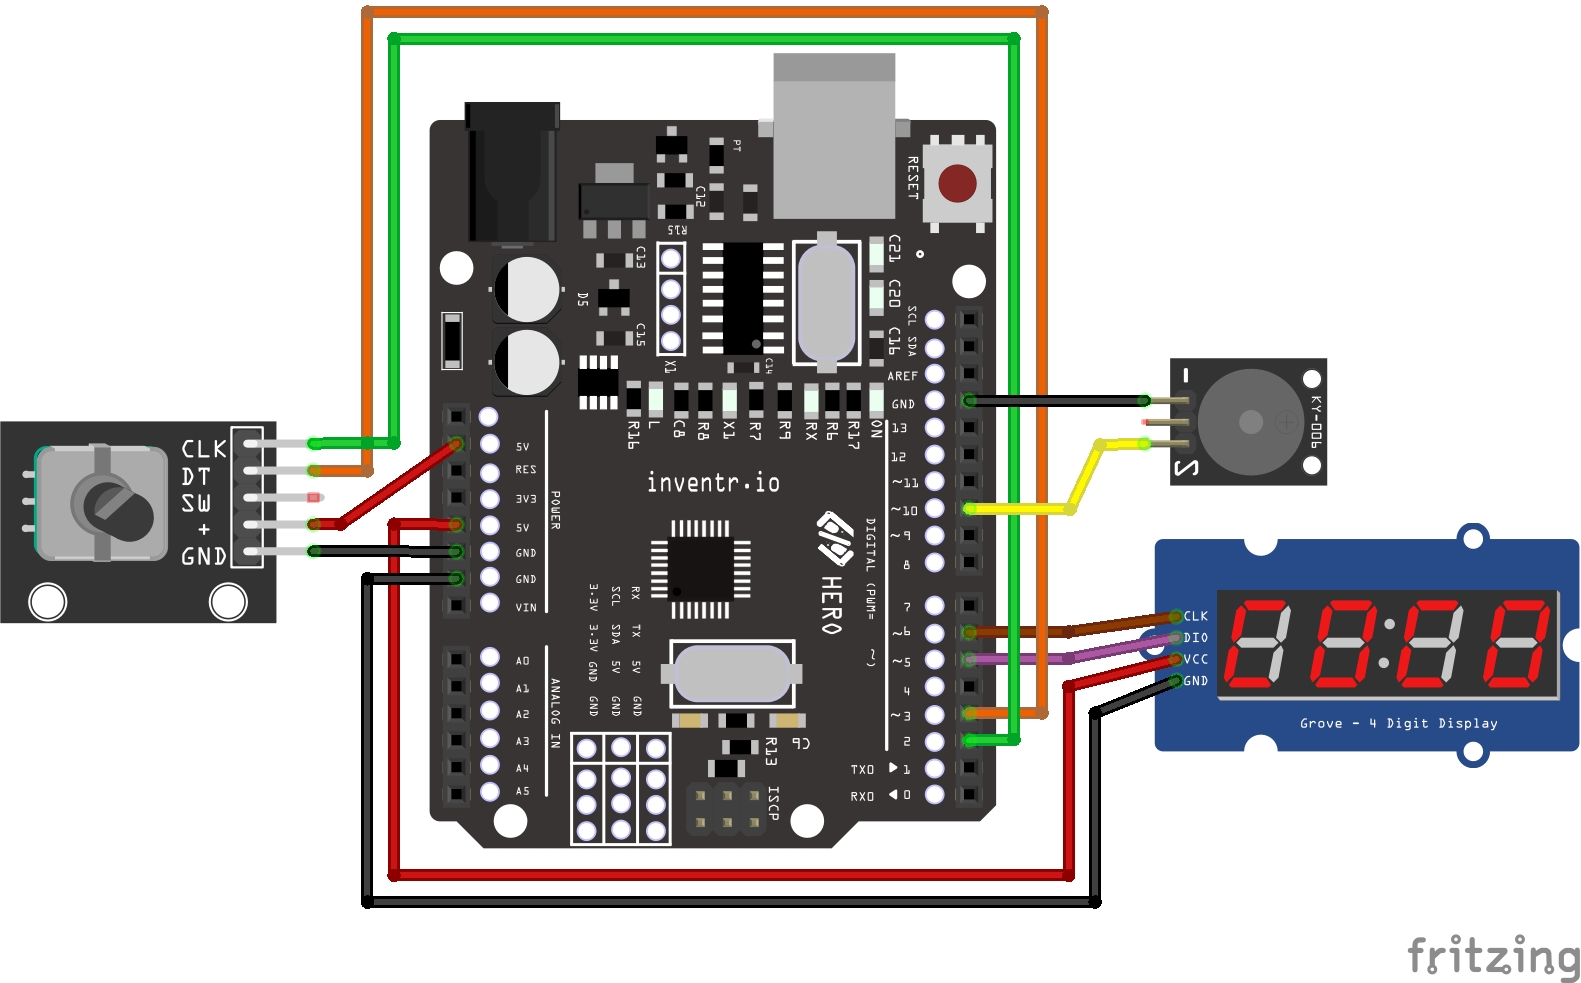 CLK
DT
SW
+
GND
PT
C12
R15
C13
D5
C15
X1
C14
C21
C20
C16
RESET
SCL
SDA
AREF
GND
13
12
~11
~10
~9
8
7
~6
~5
4
~3
2
TX0 ▶ 1
RX0 ◀ 0
R16
L
C8
R8
X1
R7
R9
RX
R6
R17
ON
inventr.io
HERO
DIGITAL (PWM= ~)
5V
RES
3V3
5V
GND
GND
VIN
POWER
A0
A1
A2
A3
A4
A5
ANALOG IN
3.3V 3.3V GND GND
SCL SDA 5V GND
RX TX 5V GND
R13
C9
ISCP
–
S
KY-006
CLK
DIO
VCC
GND
Grove - 4 Digit Display
fritzing